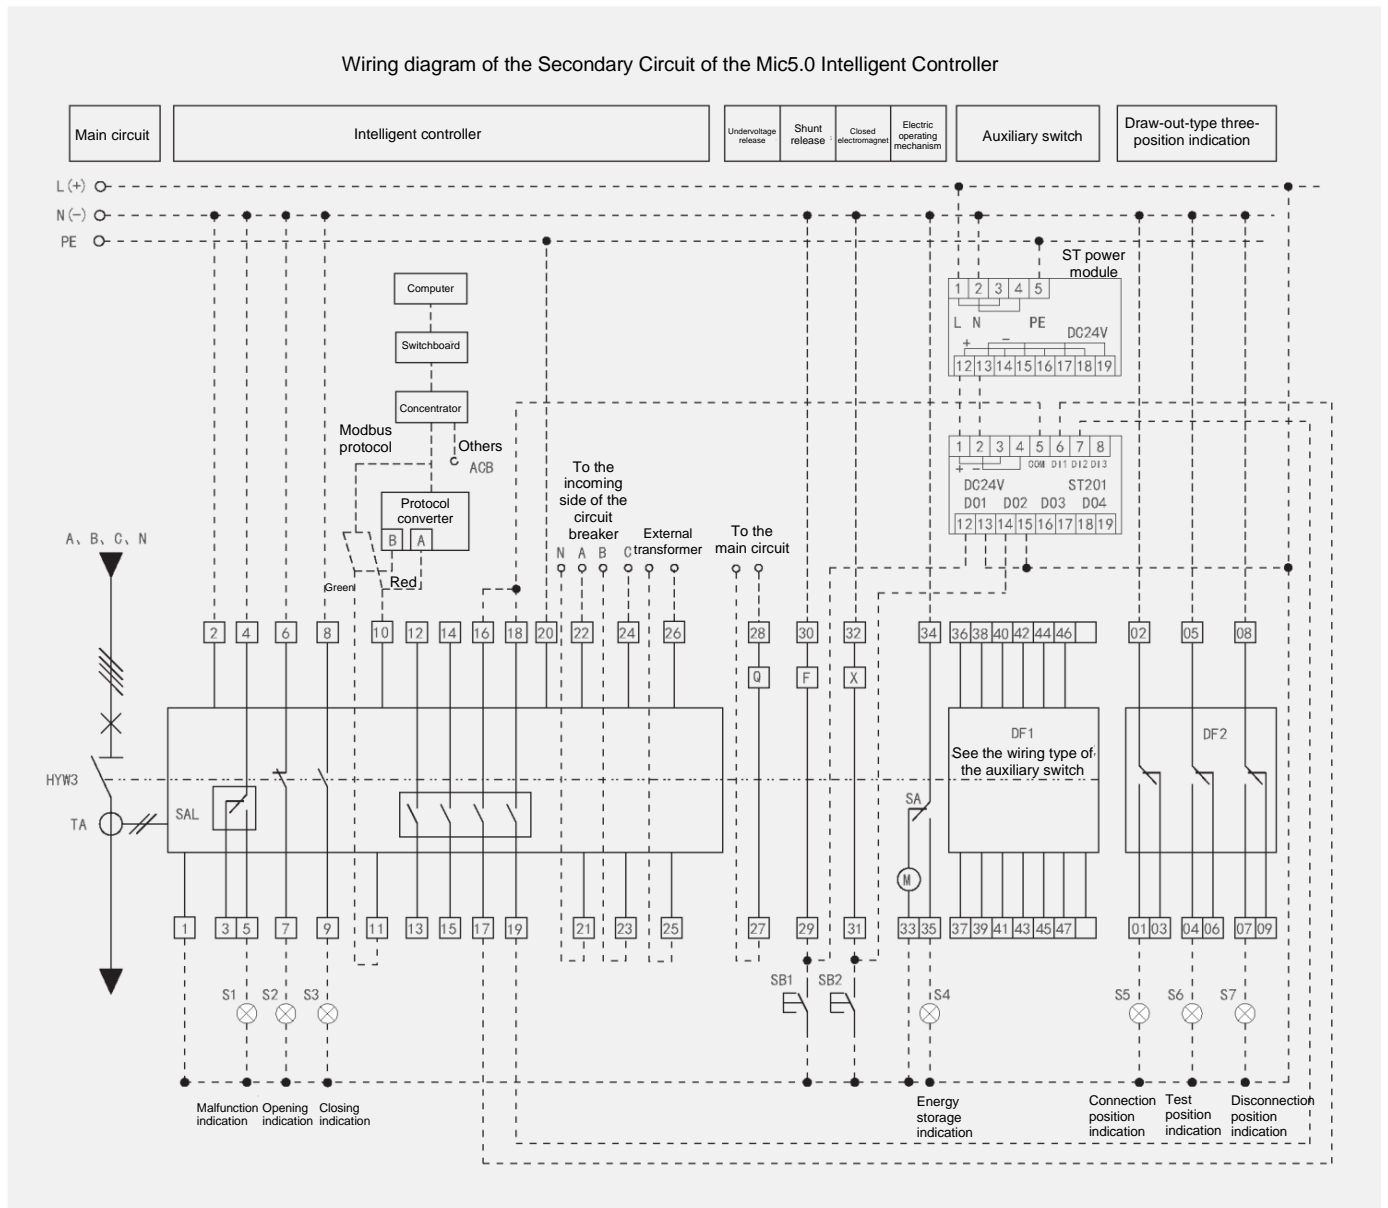 Wiring diagram of the Secondary Circuit of the Mic5.0 Intelligent Controller
Main circuit
Intelligent controller
Undervoltage
release
Shunt
release
Closed
electromagnet
Electric
operating
mechanism
Auxiliary switch
Draw-out-type three-
position indication
L(+)
N(−)
PE
ST power
module
1 2 3 4 5
L N PE
DC24V
+ −
12 13 14 15 16 17 18 19
Computer
Switchboard
Concentrator
Modbus
protocol
Others
ACB
Protocol
converter
B A
Green
Red
To the
incoming
side of the
circuit
breaker
N A B C
External
transformer
To the
main circuit
1 2 3 4 5 6 7 8
+ − COM DI1 DI2 DI3
DC24V ST201
DO1 DO2 DO3 DO4
12 13 14 15 16 17 18 19
A、B、C、N
2 4 6 8 10 12 14 16 18 20 22 24 26 28 30 32 34 36 38 40 42 44 46 02 05 08
Q F X
HYW3
TA
SAL
SA
M
DF1
See the wiring type of
the auxiliary switch
DF2
1 3 5 7 9 11 13 15 17 19 21 23 25 27 29 31 33 35 37 39 41 43 45 47 01 03 04 06 07 09
S1 S2 S3 SB1 SB2 S4 S5 S6 S7
Malfunction
indication
Opening
indication
Closing
indication
Energy
storage
indication
Connection
position
indication
Test
position
indication
Disconnection
position
indication